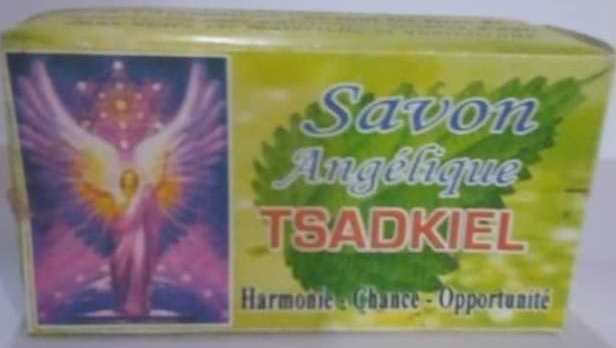 Savon
Angélique
TSADKIEL
Harmonie - Chance - Opportunité